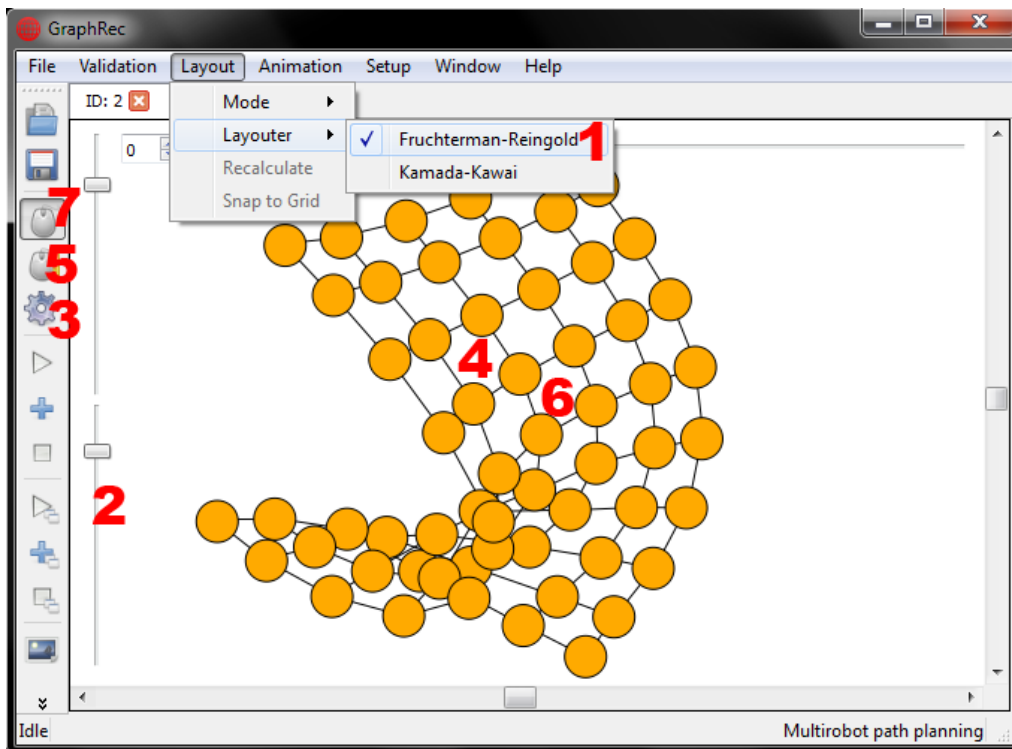 GraphRec
File Validation Layout Animation Setup Window Help
ID: 2
Mode
Layouter
Recalculate
Snap to Grid
Fruchterman-Reingold
Kamada-Kawai
0
1
7
5
3
4
6
2
Idle
Multirobot path planning